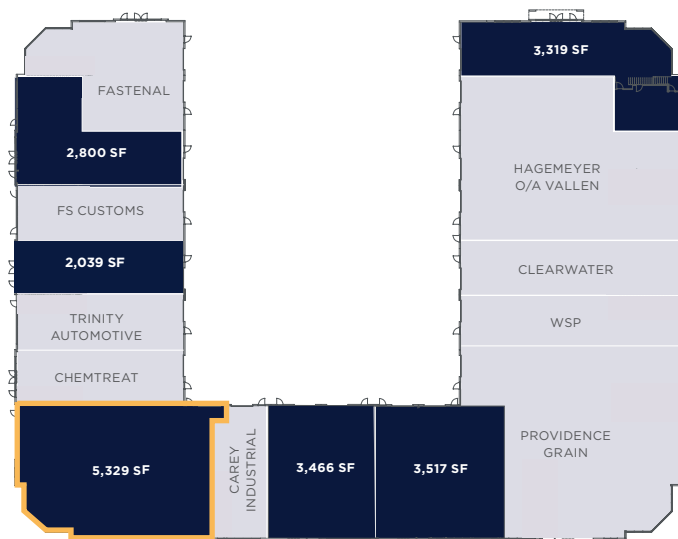 3,319 SF
FASTENAL
2,800 SF
HAGEMEYER
O/A VALLEN
FS CUSTOMS
2,039 SF
CLEARWATER
TRINITY
AUTOMOTIVE
WSP
CHEMTREAT
5,329 SF
CAREY
INDUSTRIAL
3,466 SF
3,517 SF
PROVIDENCE
GRAIN